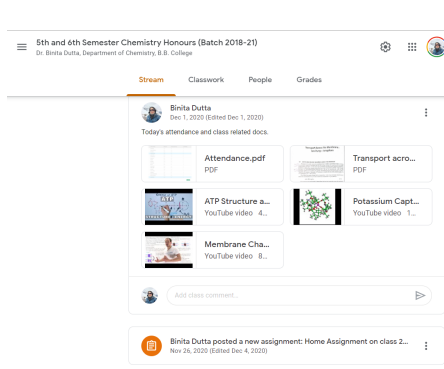 5th and 6th Semester Chemistry Honours (Batch 2018-21)
Dr. Binita Dutta, Department of Chemistry, B.B. College
Stream Classwork People Grades
Binita Dutta
Dec 1, 2020 (Edited Dec 1, 2020)
Today's attendance and class related docs.
Attendance.pdf
PDF
Transport acro...
PDF
ATP
ATP Structure a...
YouTube video 4...
Potassium Capt...
YouTube video 1...
Membrane Cha...
YouTube video 8...
Add class comment...
Binita Dutta posted a new assignment: Home Assignment on class 2...
Nov 26, 2020 (Edited Dec 4, 2020)